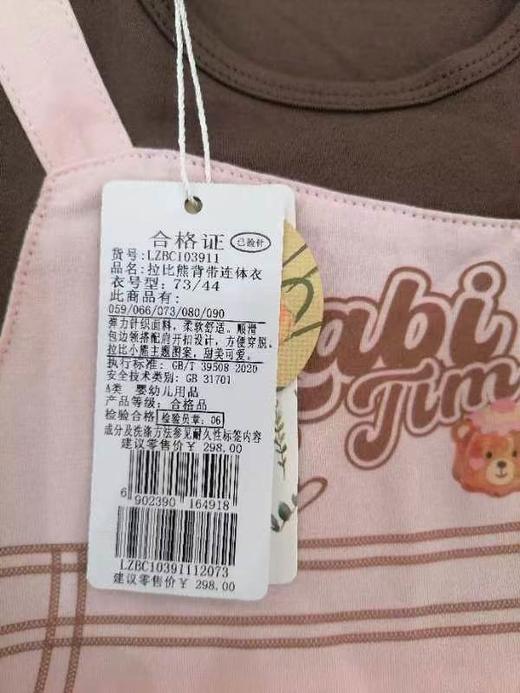 合格证 已验针
货号: LZBC103911
品名: 拉比熊背带连体衣
衣号型: 73/44
此商品有:
059/066/073/080/090
弹力针织面料, 柔软舒适。顺滑
包边领搭配肩开扣设计, 方便穿脱。
拉比小熊主题图案, 甜美可爱。
执行标准: GB/T 39508 2020
安全技术类别: GB 31701
A类 婴幼儿用品
产品等级: 合格品
检验合格 检验员章: 06
成分及洗涤方法参见耐久性标签内容
建议零售价¥ 298.00
6 902390 164918
LZBC10391112073
建议零售价¥ 298.00
abi
Time